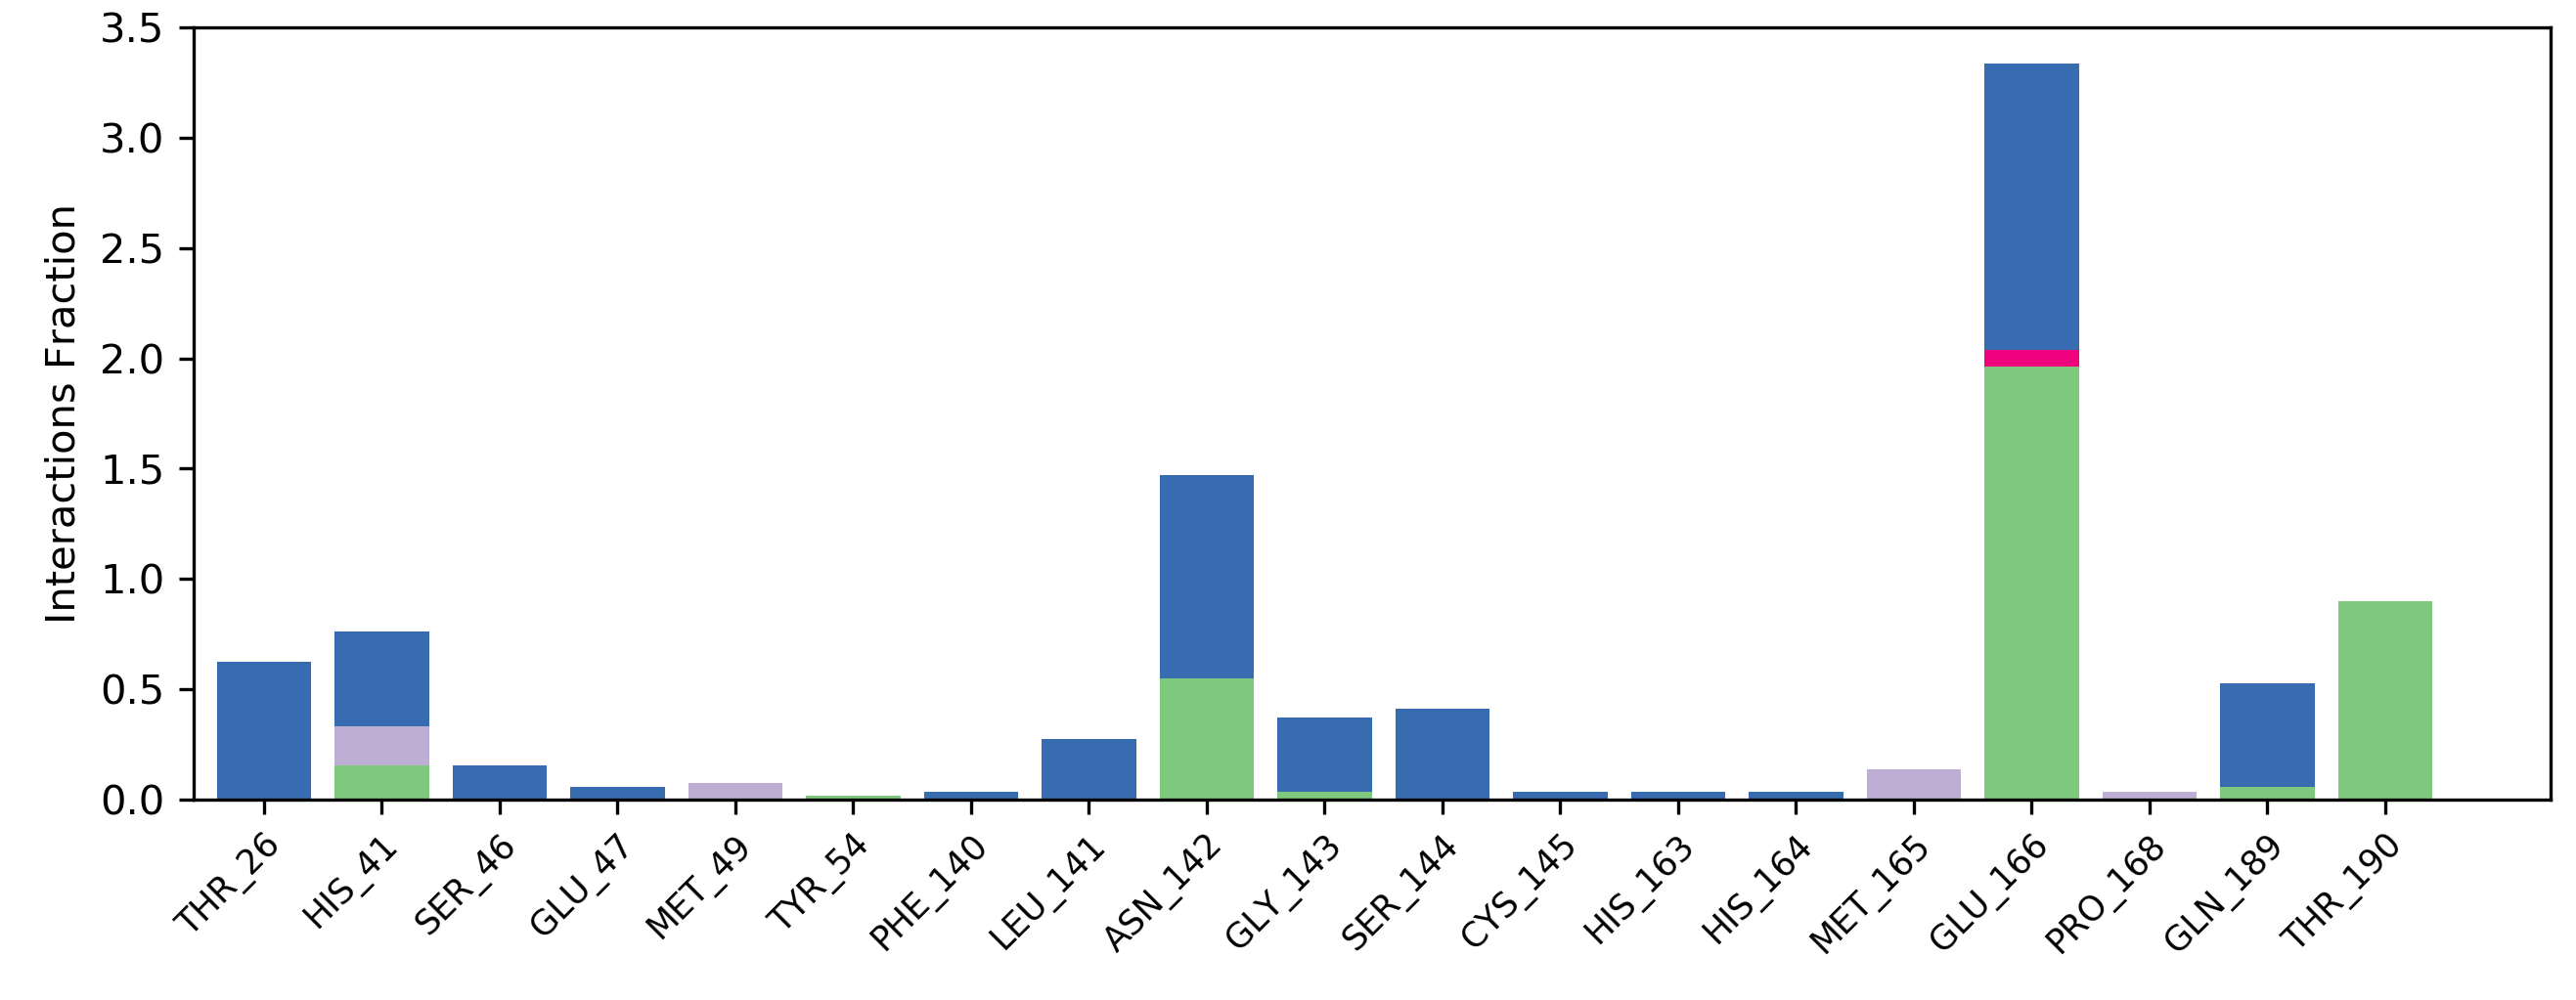 Interactions Fraction
3.5
3.0
2.5
2.0
1.5
1.0
0.5
0.0
THR_26
HIS_41
SER_46
GLU_47
MET_49
TYR_54
PHE_140
LEU_141
ASN_142
GLY_143
SER_144
CYS_145
HIS_163
HIS_164
MET_165
GLU_166
PRO_168
GLN_189
THR_190